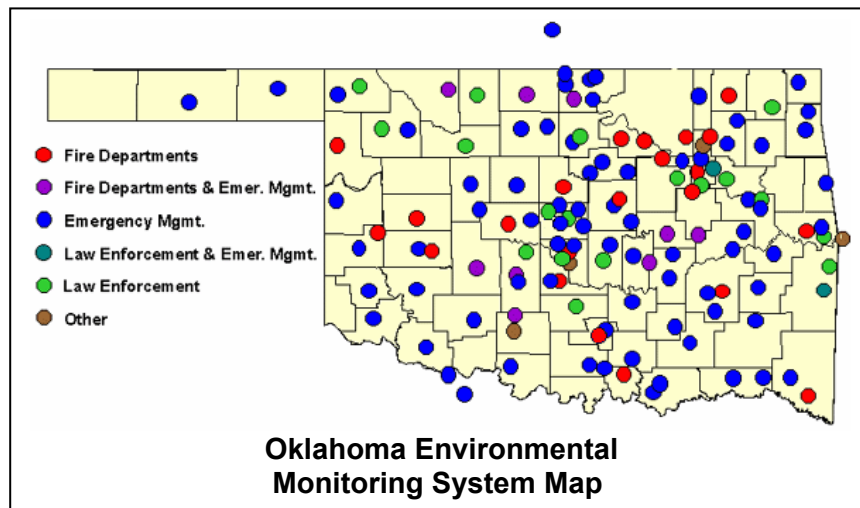 Fire Departments
Fire Departments & Emer. Mgmt.
Emergency Mgmt.
Law Enforcement & Emer. Mgmt.
Law Enforcement
Other
Oklahoma Environmental
Monitoring System Map